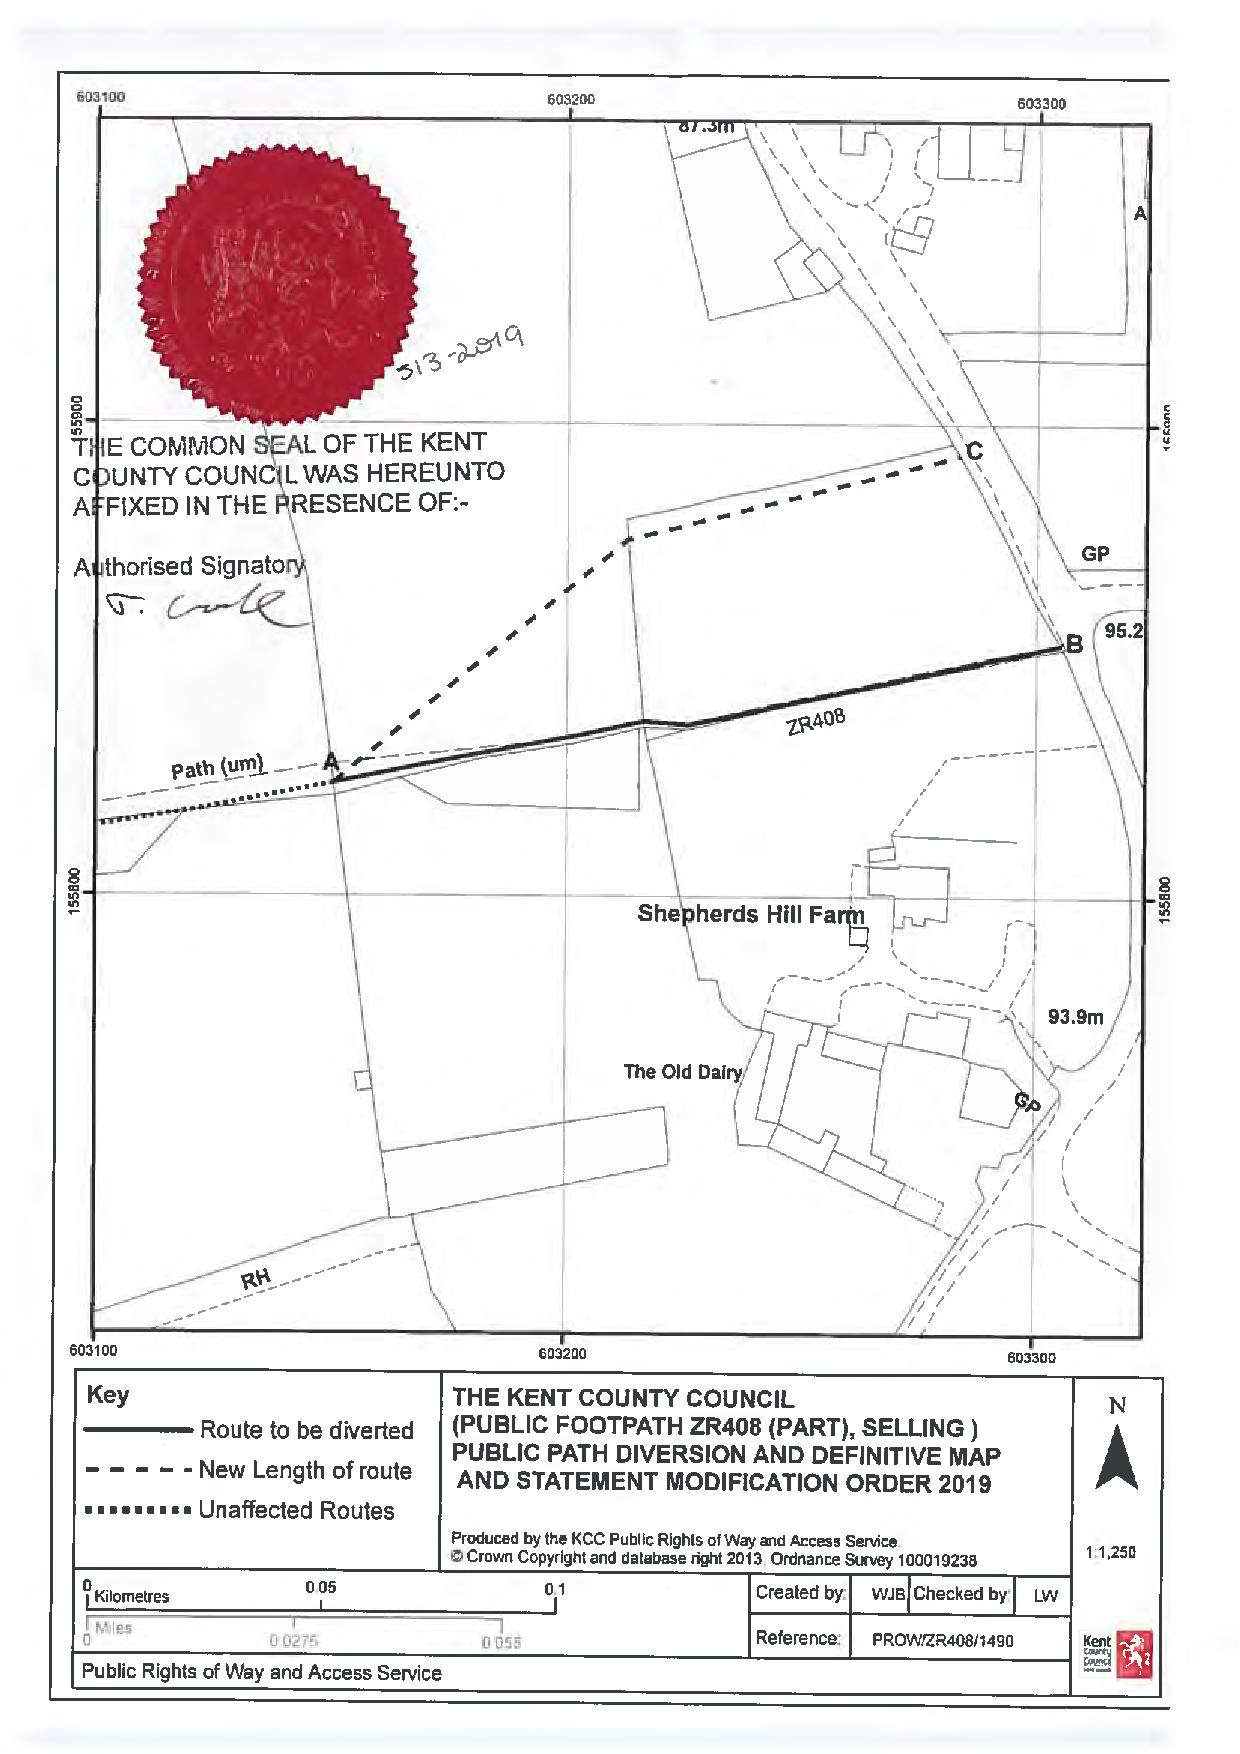 603100
603200
603300
87.3m
A
313-2019
155900
THE COMMON SEAL OF THE KENT
COUNTY COUNCIL WAS HEREUNTO
AFFIXED IN THE PRESENCE OF:-
C
Authorised Signatory
GP
95.2
B
ZR408
A
Path (um)
155800
155800
Shepherds Hill Farm
93.9m
The Old Dairy
GP
RH
603100
603200
603300
Key
Route to be diverted
New Length of route
Unaffected Routes
THE KENT COUNTY COUNCIL
(PUBLIC FOOTPATH ZR408 (PART), SELLING )
PUBLIC PATH DIVERSION AND DEFINITIVE MAP
AND STATEMENT MODIFICATION ORDER 2019
Produced by the KCC Public Rights of Way and Access Service
© Crown Copyright and database right 2013. Ordnance Survey 100019238
N
1:1,250
0 0.05 0.1
Kilometres
Miles
0 0.0275 0.055
Created by: WJB Checked by: LW
Reference: PROW/ZR408/1490
Public Rights of Way and Access Service
Kent
County
Council